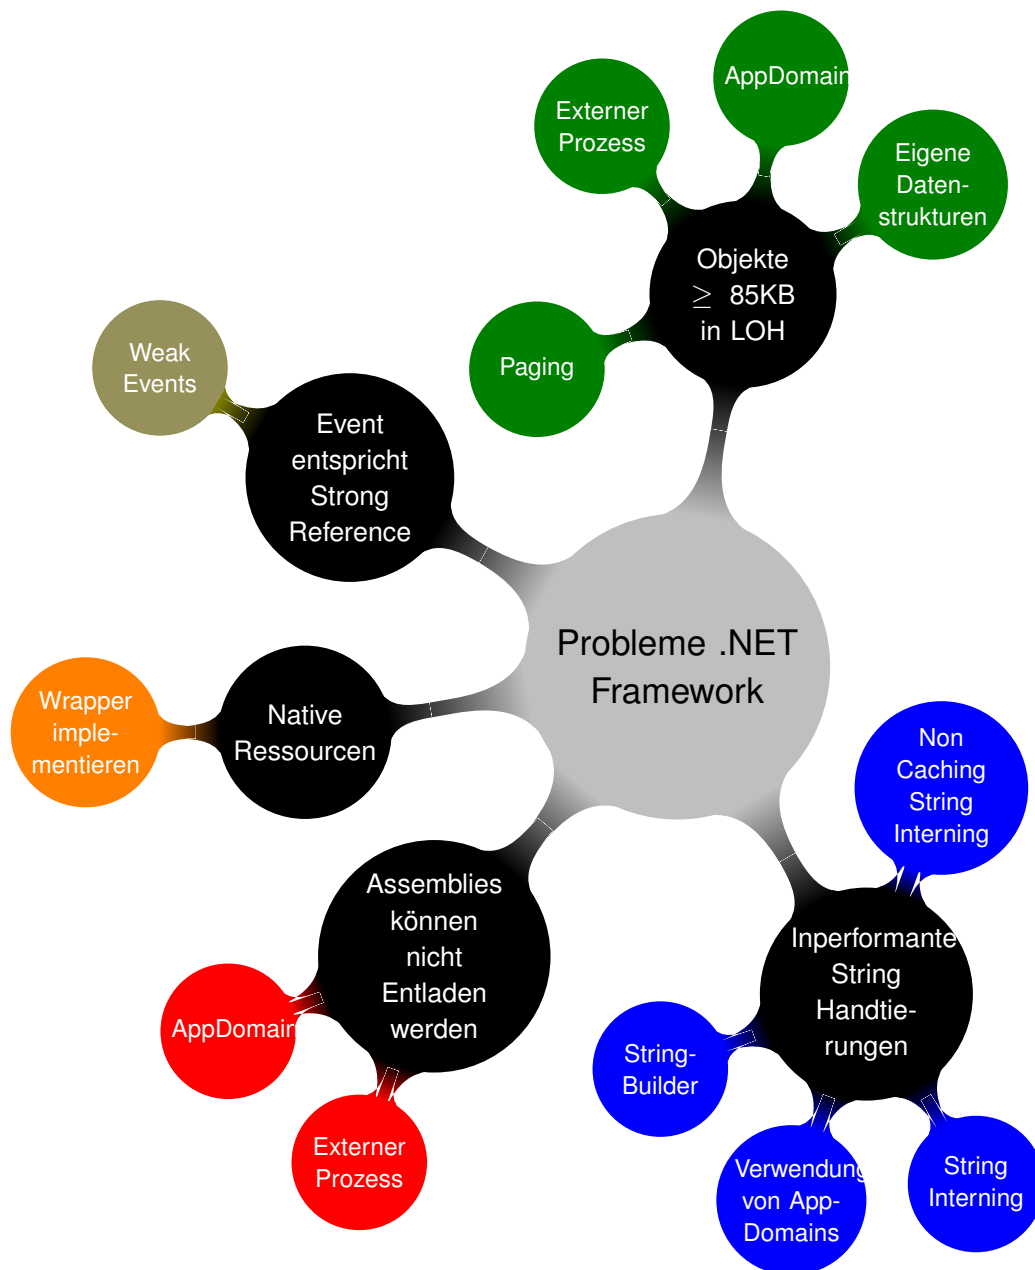 AppDomain
Externer
Prozess
Eigene
Daten-
strukturen
Objekte
≥ 85KB
in LOH
Paging
Weak
Events
Event
entspricht
Strong
Reference
Probleme .NET
Framework
Wrapper
imple-
mentieren
Native
Ressourcen
Non
Caching
String
Interning
Assemblies
können
nicht
Entladen
werden
Inperformante
String
Handtie-
rungen
AppDomain
String-
Builder
Externer
Prozess
Verwendung
von App-
Domains
String
Interning